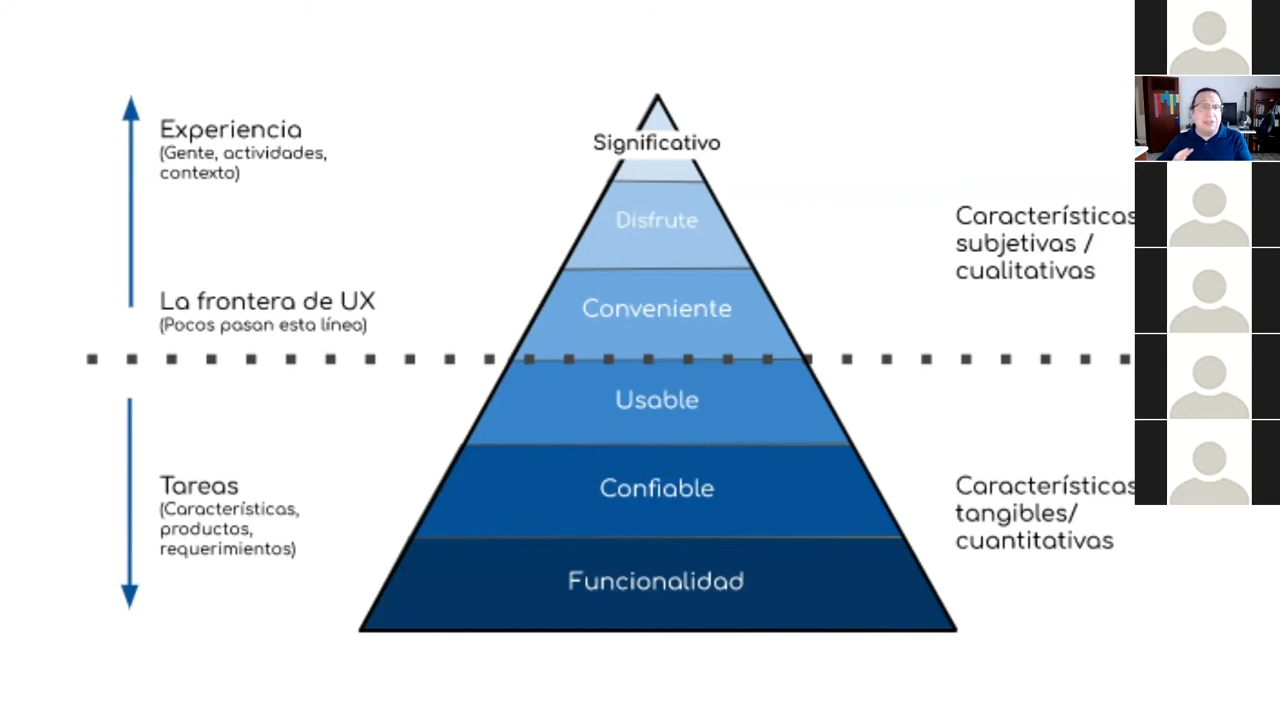 Experiencia
(Gente, actividades,
contexto)
La frontera de UX
(Pocos pasan esta línea)
Tareas
(Características,
productos,
requerimientos)
Significativo
Disfrute
Conveniente
Usable
Confiable
Funcionalidad
Características
subjetivas /
cualitativas
Características
tangibles/
cuantitativas